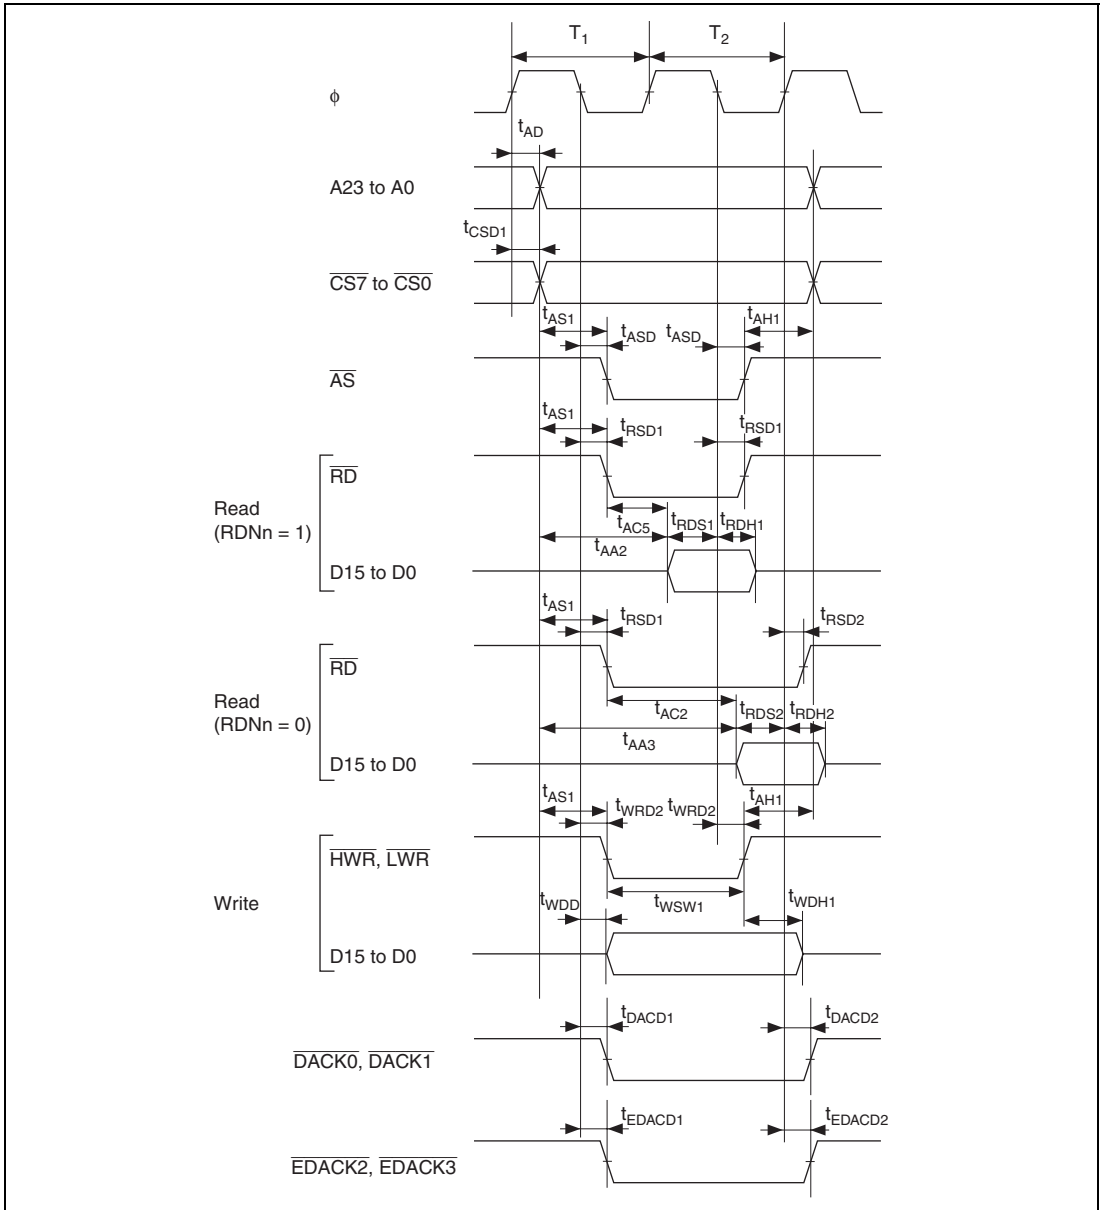 T1 T2
ϕ
tAD
A23 to A0
tCSD1
CS7 to CS0
tAS1 tASD tASD tAH1
AS
tAS1 tRSD1 tRSD1
RD
Read
(RDNn = 1)
tAC5 tRDS1 tRDH1
tAA2
D15 to D0
tAS1 tRSD1 tRSD2
RD
Read
(RDNn = 0)
tAC2 tRDS2 tRDH2
tAA3
D15 to D0
tAS1 tWRD2 tWRD2 tAH1
HWR, LWR
Write
tWDD tWSW1 tWDH1
D15 to D0
tDACD1 tDACD2
DACK0, DACK1
tEDACD1 tEDACD2
EDACK2, EDACK3